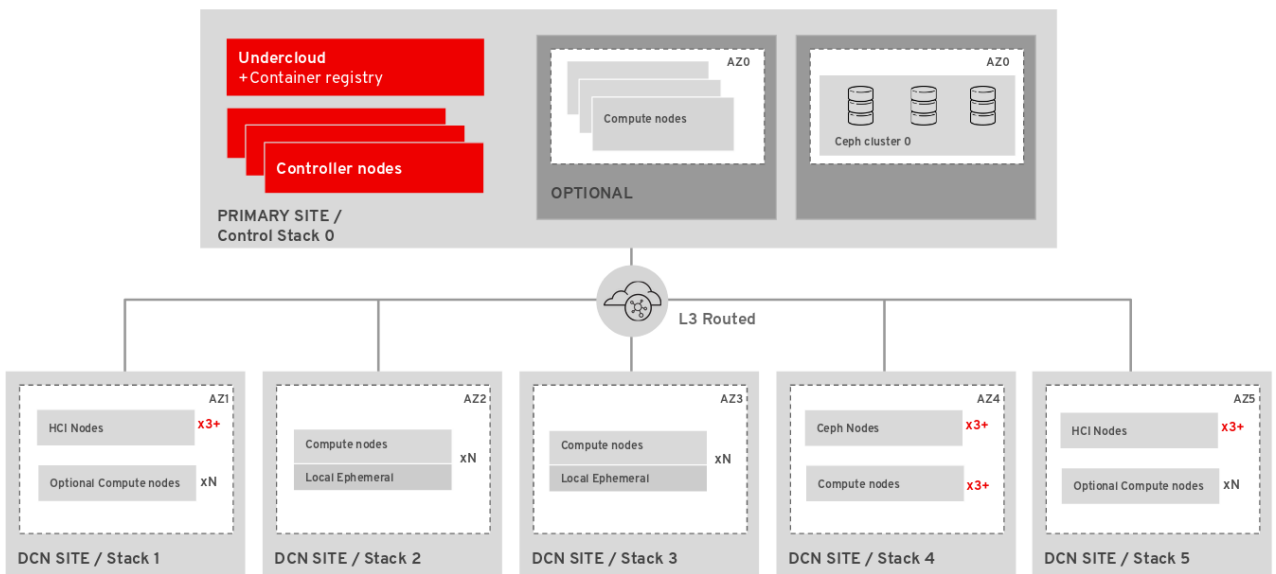 Undercloud
+Container registry
Controller nodes
PRIMARY SITE /
Control Stack 0
AZ0
Compute nodes
OPTIONAL
AZ0
Ceph cluster 0
L3 Routed
AZ1
HCI Nodes
x3+
Optional Compute nodes
xN
DCN SITE / Stack 1
AZ2
Compute nodes
Local Ephemeral
xN
DCN SITE / Stack 2
AZ3
Compute nodes
Local Ephemeral
xN
DCN SITE / Stack 3
AZ4
Ceph Nodes
x3+
Compute nodes
x3+
DCN SITE / Stack 4
AZ5
HCI Nodes
x3+
Optional Compute nodes
xN
DCN SITE / Stack 5